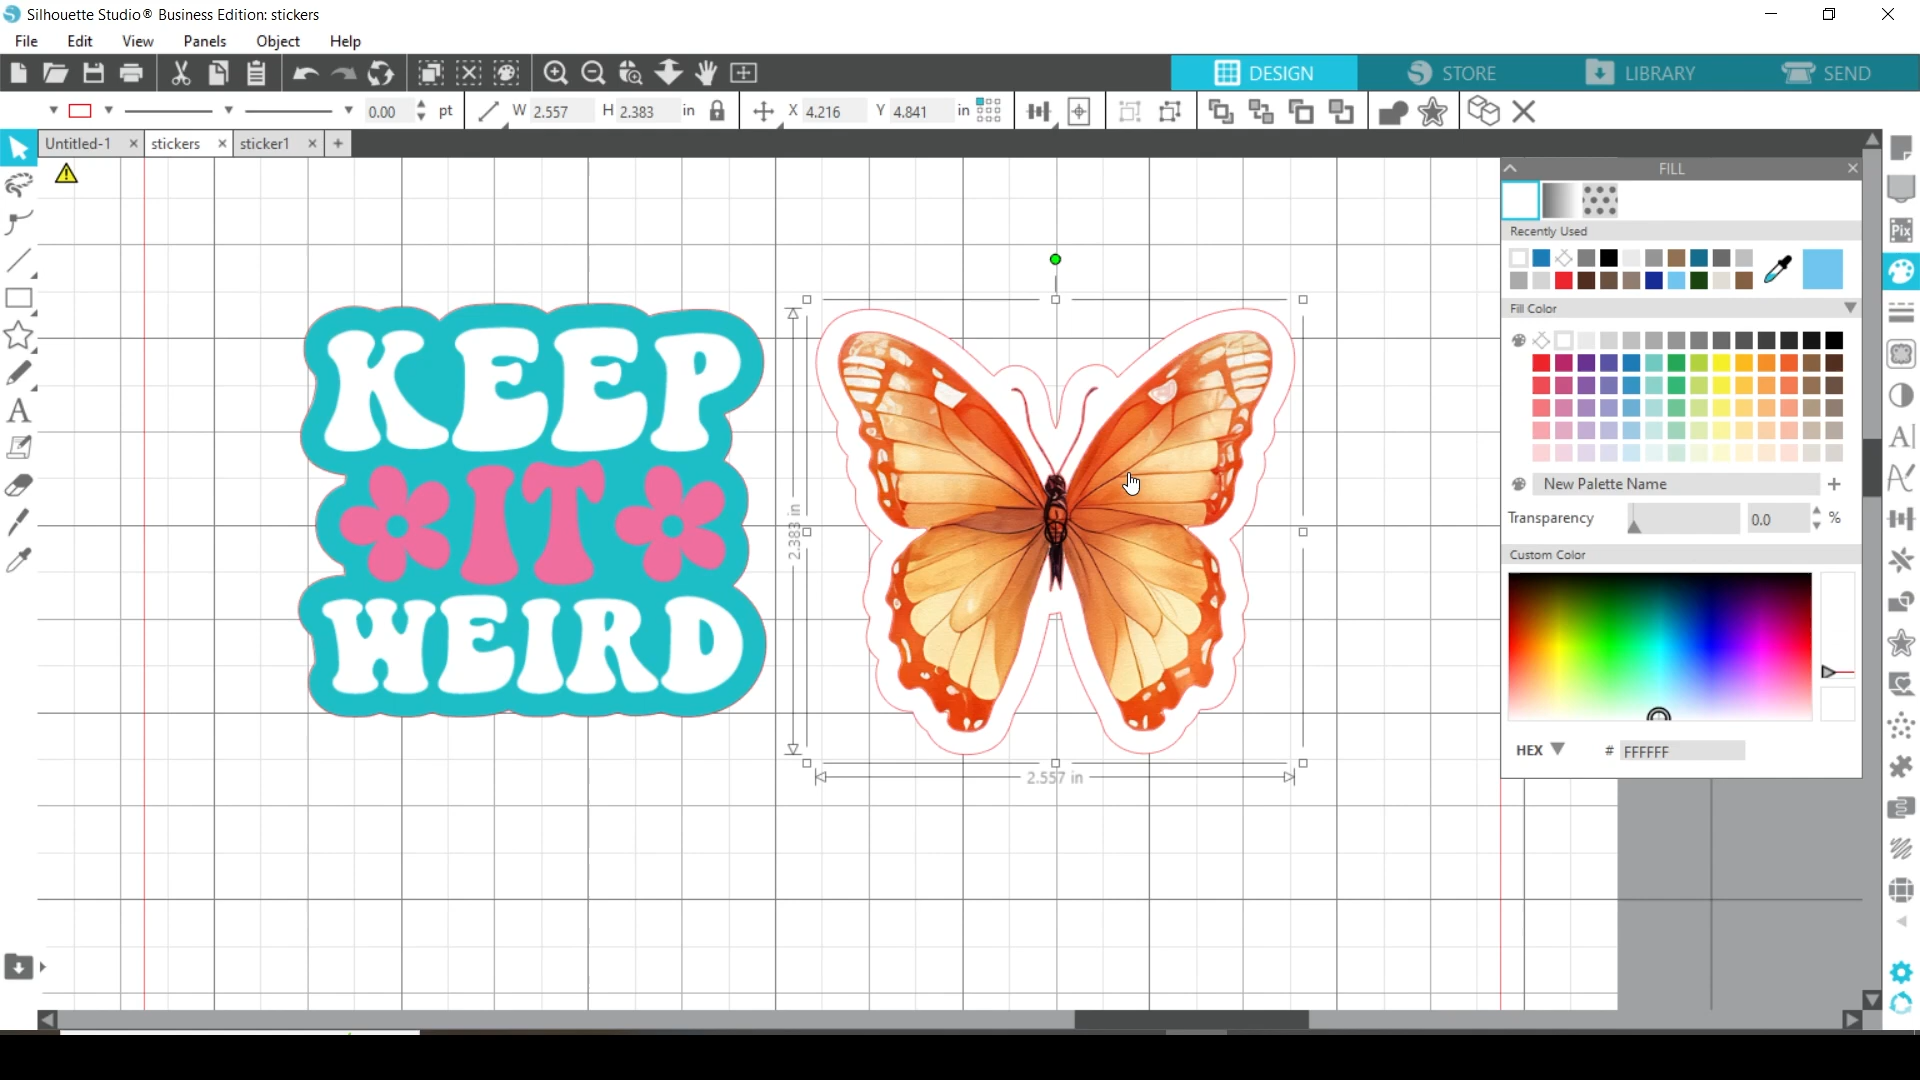 Silhouette Studio® Business Edition: stickers
File Edit View Panels Object Help
DESIGN STORE LIBRARY SEND
0.00 pt W 2.557 H 2.383 in X 4.216 Y 4.841 in
Untitled-1 stickers sticker1
FILL
Recently Used
Fill Color
New Palette Name
Transparency 0.0 %
Custom Color
HEX # FFFFFF
KEEP
IT
WEIRD
2.383 in
2.557 in
Pix
A
A